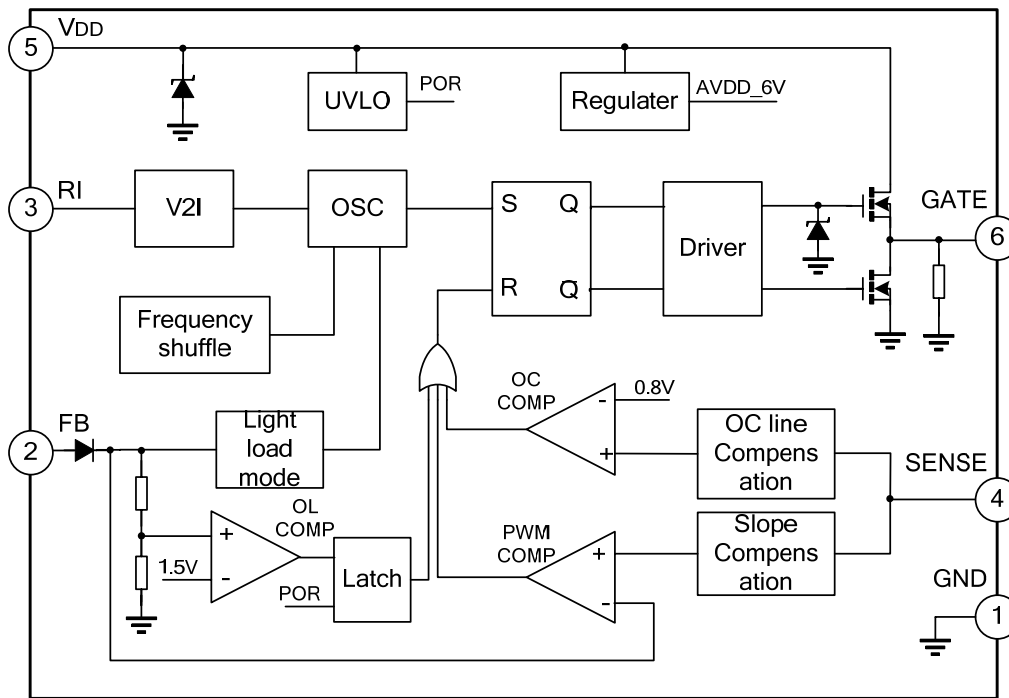 VDD
5
UVLO
POR
Regulater
AVDD_6V
RI
3
V2I
OSC
S
Q
R
Q
Driver
GATE
6
Frequency
shuffle
OC
COMP
-
0.8V
+
OC line
Compens
ation
FB
2
Light
load
mode
SENSE
4
OL
COMP
+
1.5V
-
Latch
POR
PWM
COMP
+
-
Slope
Compens
ation
GND
1